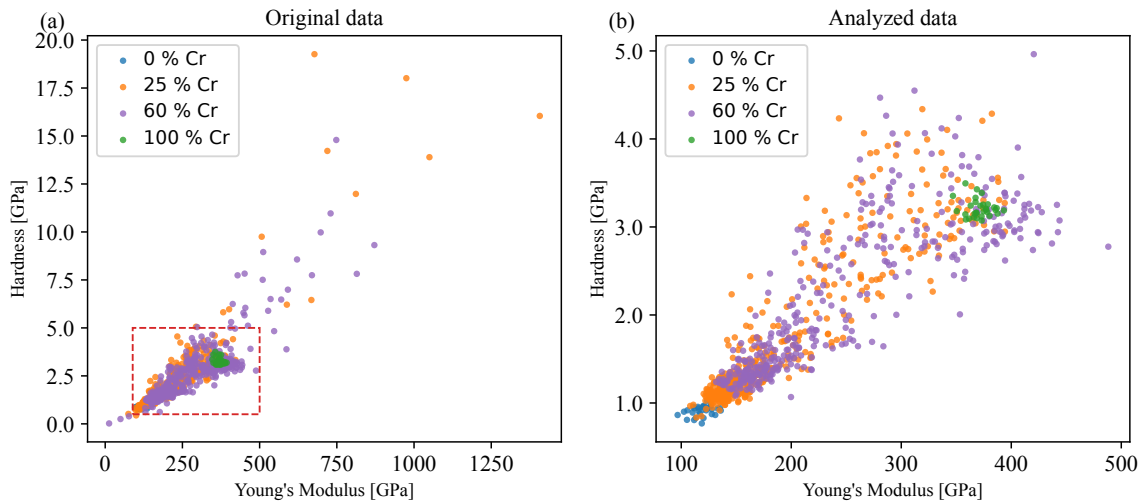 (a)
Original data
20.0
17.5
15.0
12.5
10.0
7.5
5.0
2.5
0.0
Hardness [GPa]
0 % Cr
25 % Cr
60 % Cr
100 % Cr
0
250
500
750
1000
1250
Young's Modulus [GPa]
(b)
Analyzed data
5.0
4.0
3.0
2.0
1.0
Hardness [GPa]
0 % Cr
25 % Cr
60 % Cr
100 % Cr
100
200
300
400
500
Young's Modulus [GPa]